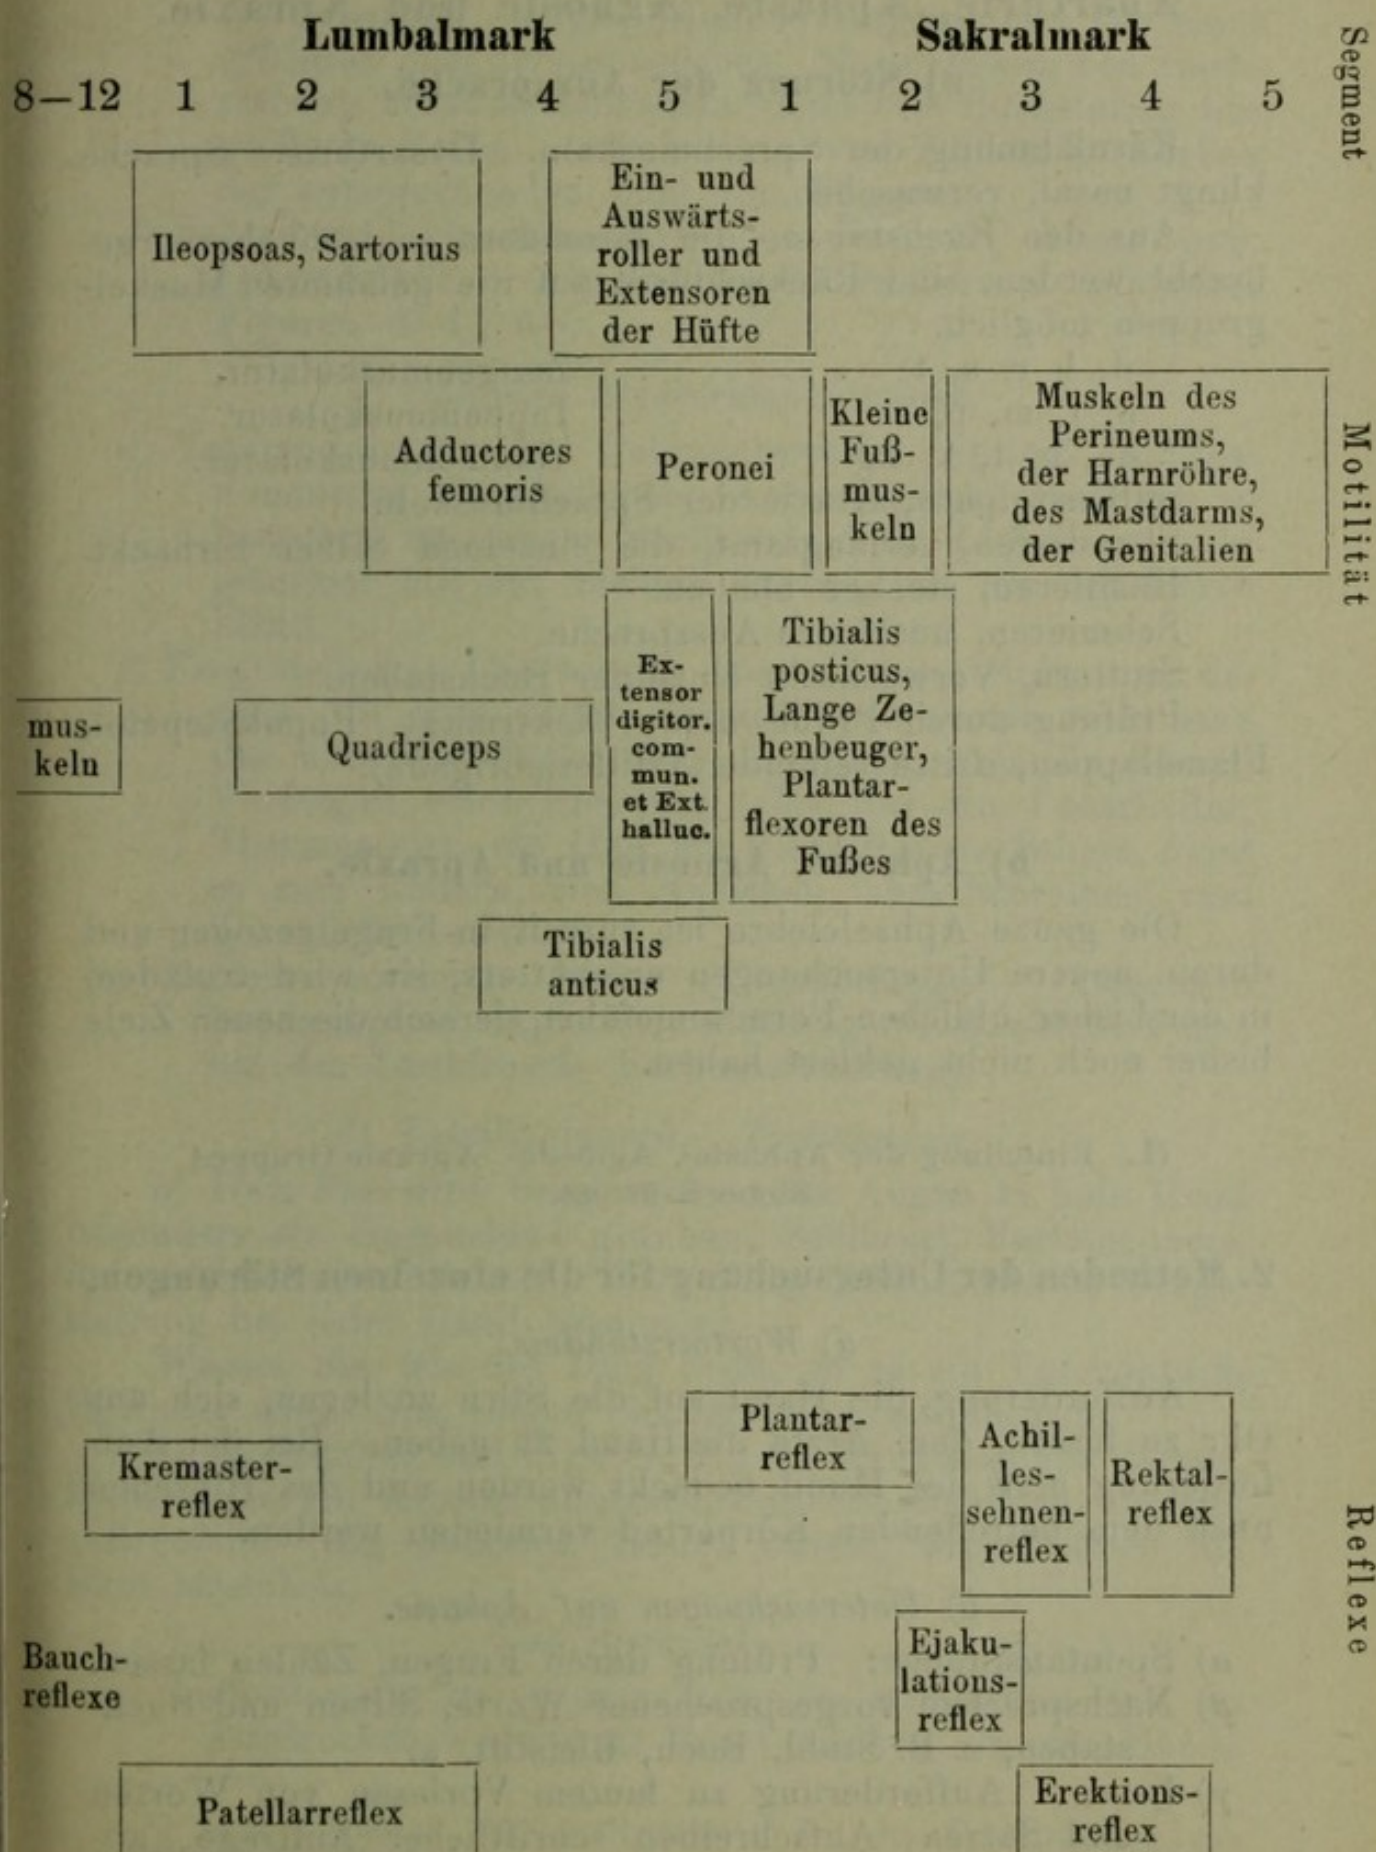 Lumbalmark Sakralmark
8–12 1 2 3 4 5 1 2 3 4 5
Segment
Ileopsoas, Sartorius
Ein- und
Auswärts-
roller und
Extensoren
der Hüfte
Adductores
femoris
Peronei
Kleine
Fuß-
mus-
keln
Muskeln des
Perineums,
der Harnröhre,
des Mastdarms,
der Genitalien
Motilität
mus-
keln
Quadriceps
Ex-
tensor
digitor.
com-
mun.
et Ext.
halluc.
Tibialis
posticus,
Lange Ze-
henbeuger,
Plantar-
flexoren des
Fußes
Tibialis
anticus
Kremaster-
reflex
Plantar-
reflex
Achil-
les-
sehnen-
reflex
Rektal-
reflex
Reflexe
Bauch-
reflexe
Ejaku-
lations-
reflex
Patellarreflex
Erektions-
reflex